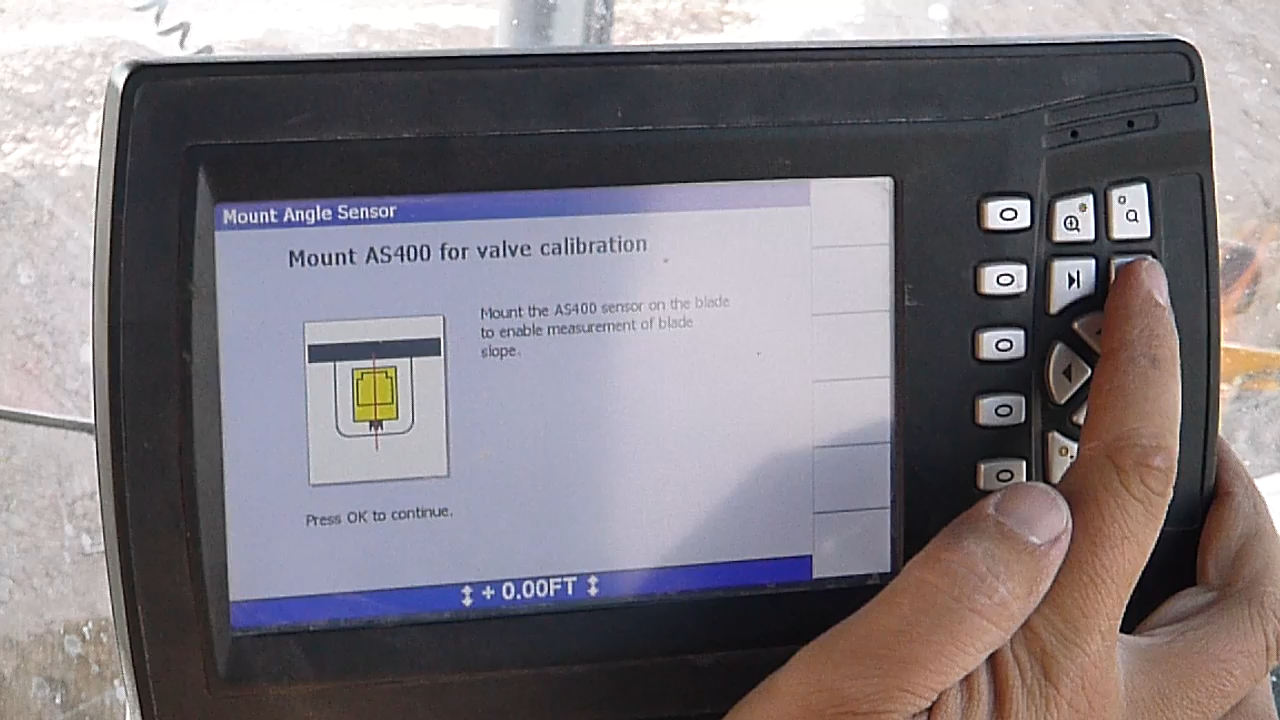 Mount Angle Sensor
Mount AS400 for valve calibration
Mount the AS400 sensor on the blade
to enable measurement of blade
slope.
Press OK to continue.
+ 0.00FT